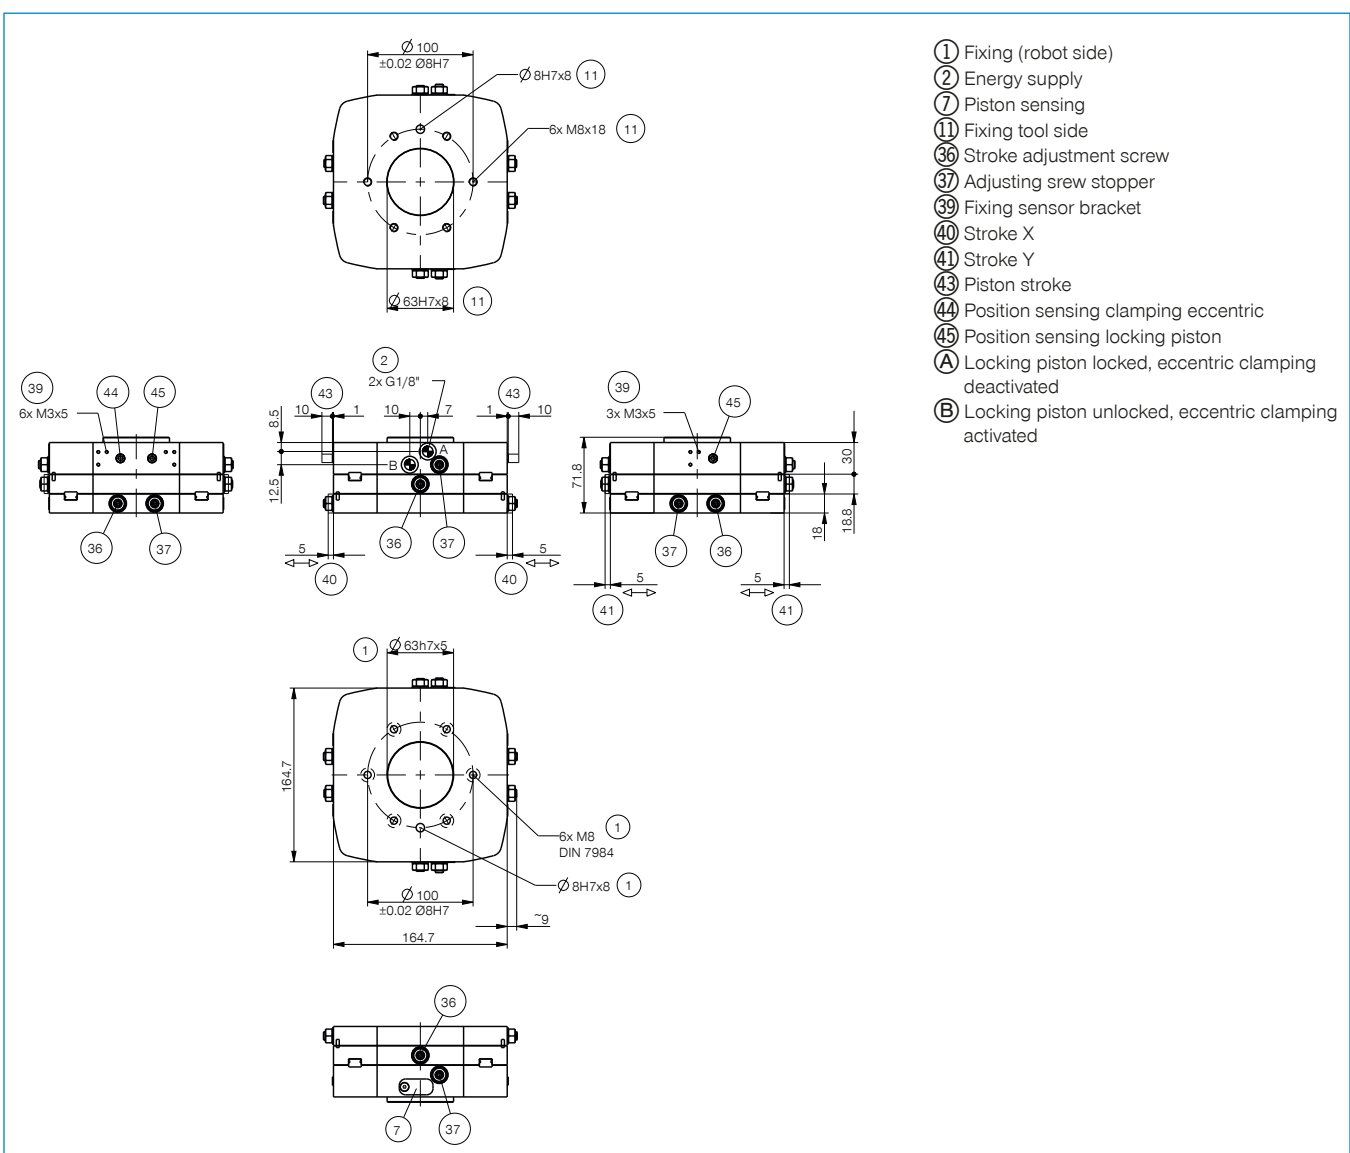 Ø 100
±0.02 Ø8H7
Ø 8H7x8 11
6x M8x18 11
Ø 63H7x8 11
① Fixing (robot side)
② Energy supply
⑦ Piston sensing
⑪ Fixing tool side
㊱ Stroke adjustment screw
㊲ Adjusting srew stopper
㊴ Fixing sensor bracket
㊵ Stroke X
㊶ Stroke Y
㊸ Piston stroke
㊹ Position sensing clamping eccentric
㊺ Position sensing locking piston
Ⓐ Locking piston locked, eccentric clamping
deactivated
Ⓑ Locking piston unlocked, eccentric clamping
activated
39 44 45
6x M3x5
36 37
2
2x G1/8"
43 43
10 1 10 7 1 10
8.5
12.5
A
B
36 37
5 5
40 40
39
3x M3x5
45
71.8
30
18.8
18
37 36
5 5
41 41
1 Ø 63h7x5
164.7
6x M8 1
DIN 7984
Ø 8H7x8 1
Ø 100
±0.02 Ø8H7
~9
164.7
36
7 37